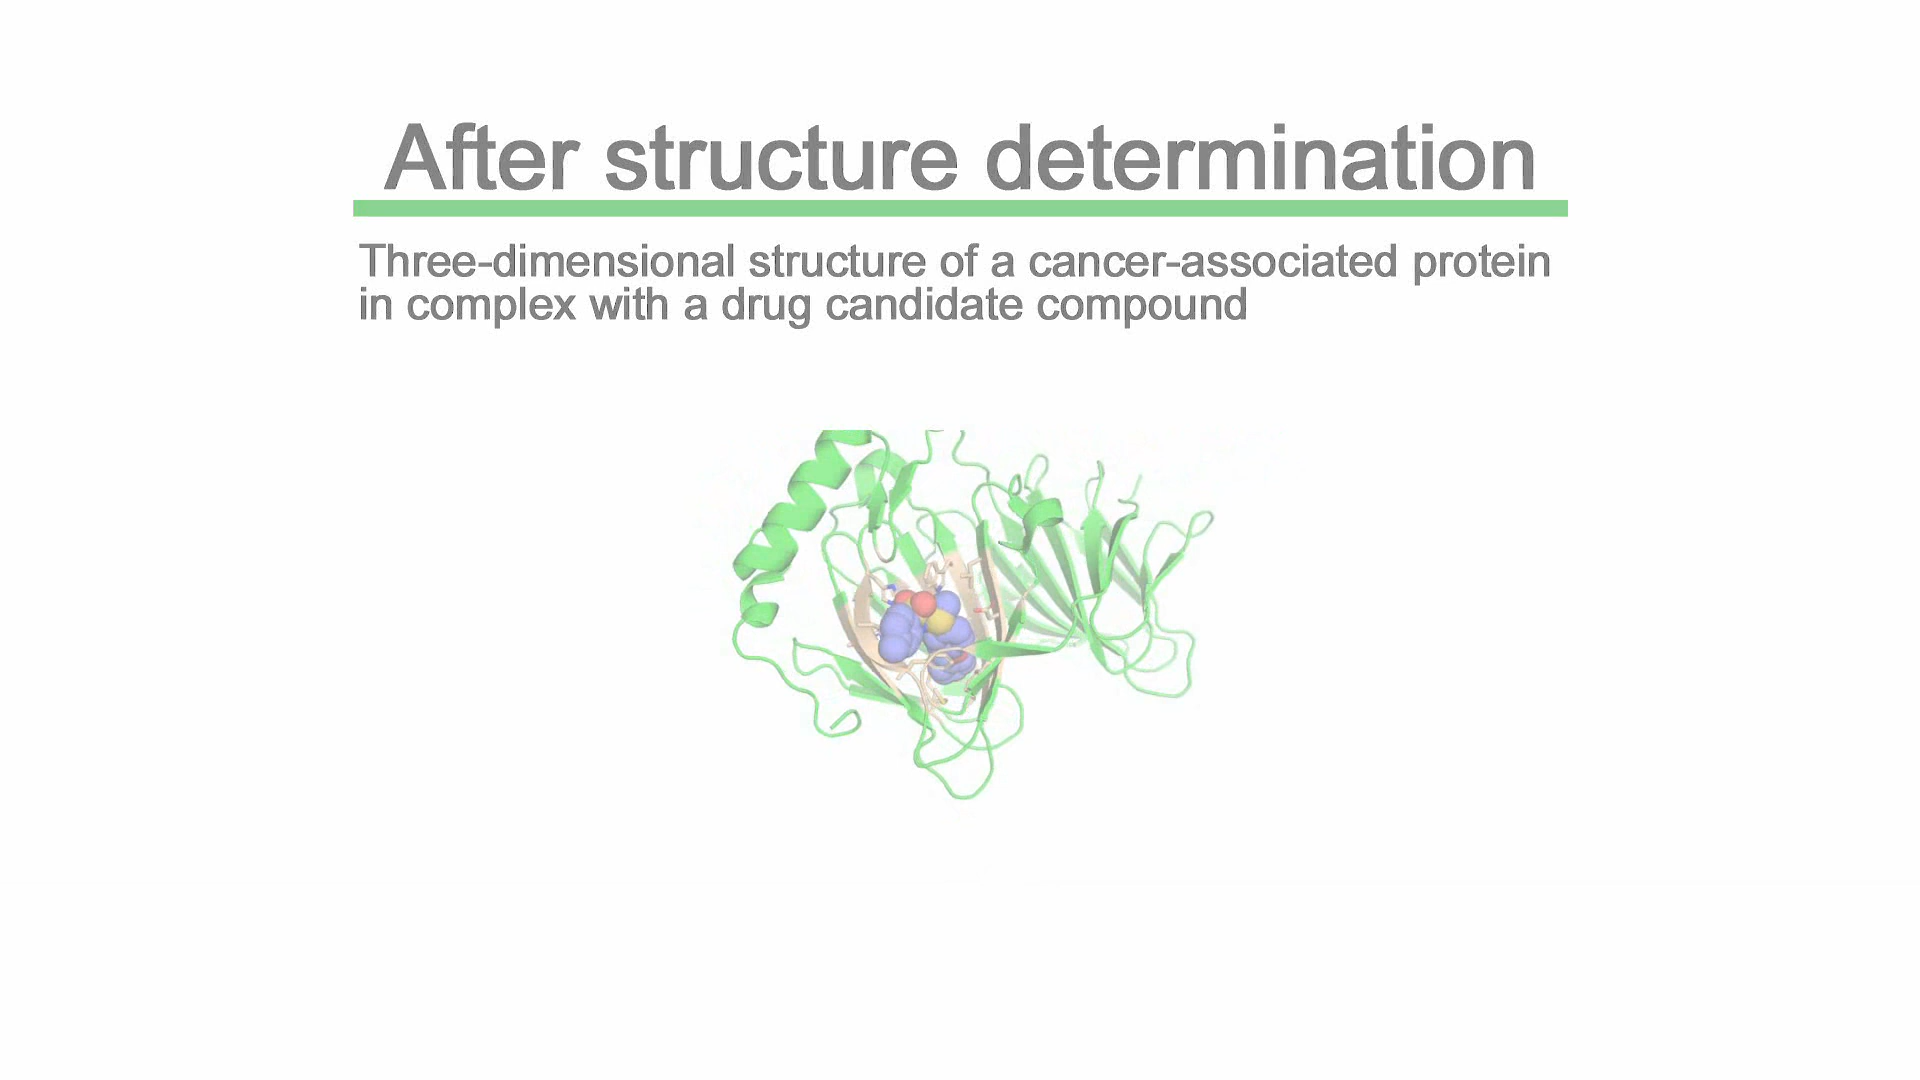 After structure determination
Three-dimensional structure of a cancer-associated protein
in complex with a drug candidate compound